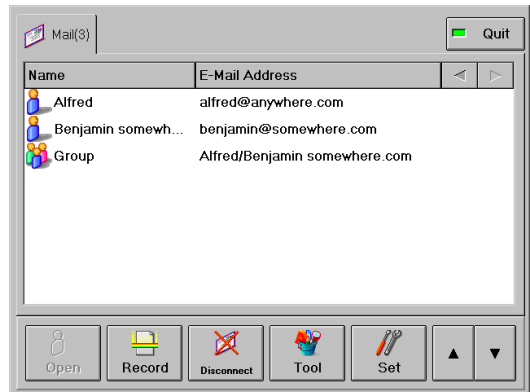 Mail(3)
Quit
Name E-Mail Address
Alfred alfred@anywhere.com
Benjamin somewh... benjamin@somewhere.com
Group Alfred/Benjamin somewhere.com
Open Record Disconnect Tool Set